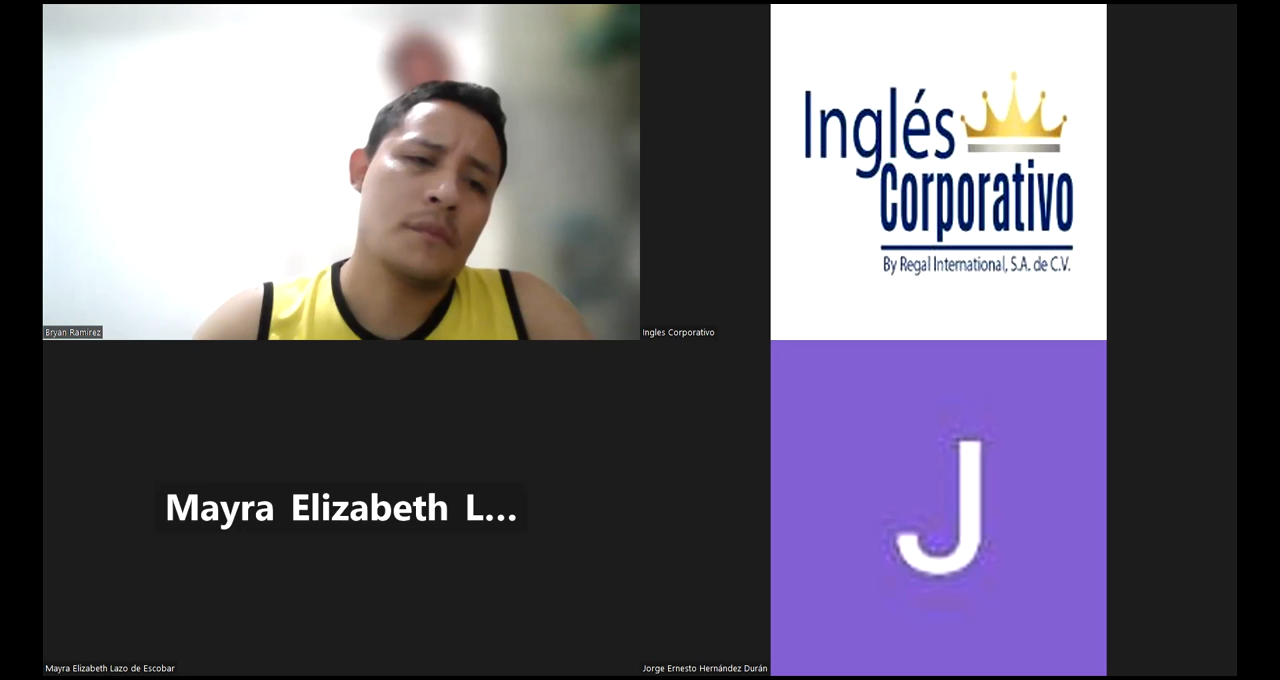 Bryan Ramirez
Inglés
Corporativo
By Regal International, S.A. de C.V.
Ingles Corporativo
Mayra Elizabeth L...
Mayra Elizabeth Lazo de Escobar
J
Jorge Ernesto Hernández Durán